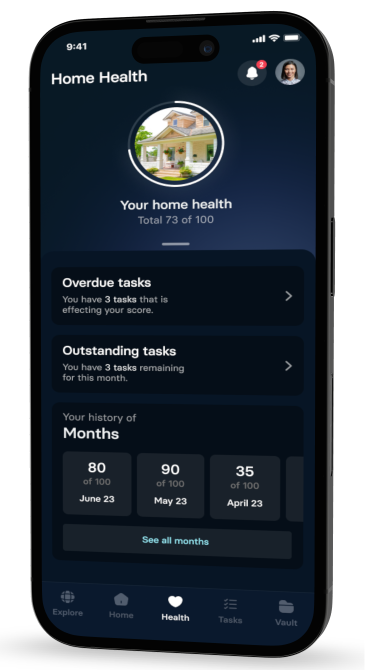 9:41
Home Health
2
Your home health
Total 73 of 100
Overdue tasks
You have 3 tasks that is
effecting your score.
Outstanding tasks
You have 3 tasks remaining
for this month.
Your history of
Months
80 90 35
of 100 of 100 of 100
June 23 May 23 April 23
See all months
Explore Home Health Tasks Vault